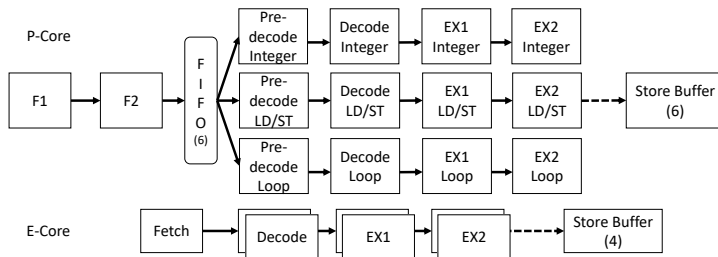 P-Core
F1
F2
F
I
F
O
(6)
Pre-
decode
Integer
Decode
Integer
EX1
Integer
EX2
Integer
Pre-
decode
LD/ST
Decode
LD/ST
EX1
LD/ST
EX2
LD/ST
Store Buffer
(6)
Pre-
decode
Loop
Decode
Loop
EX1
Loop
EX2
Loop
E-Core
Fetch
Decode
EX1
EX2
Store Buffer
(4)